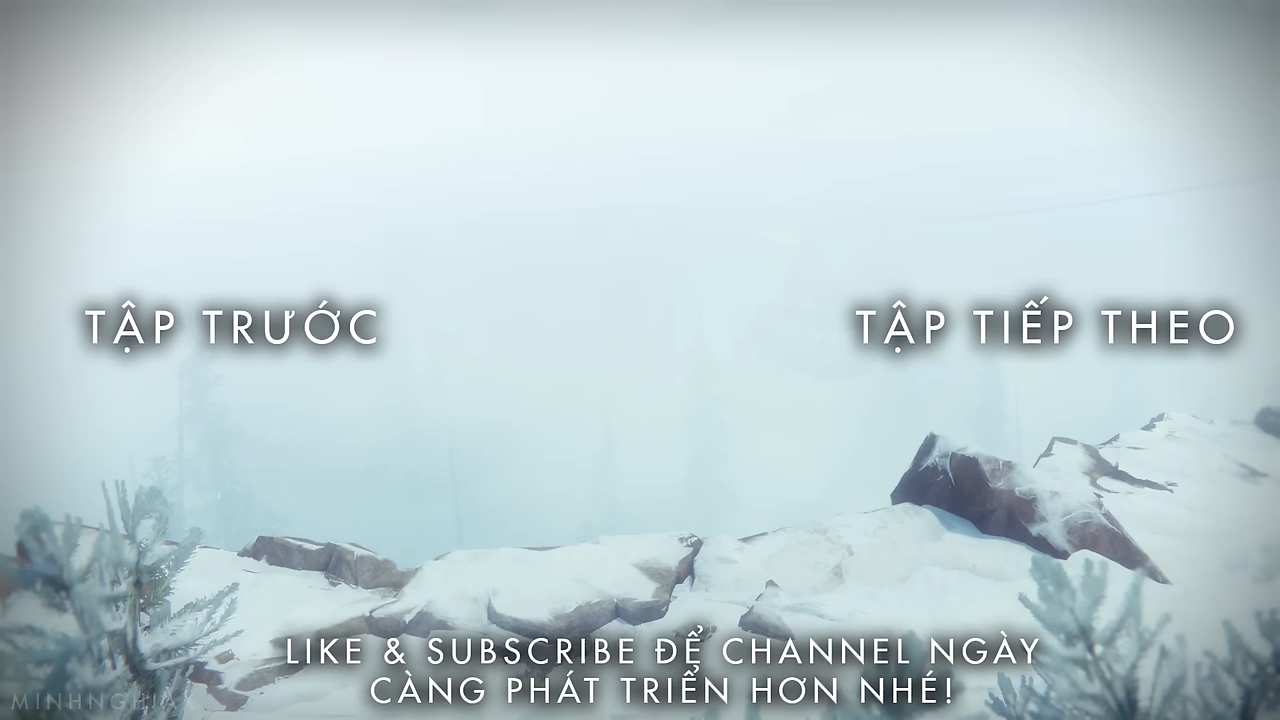 TẬP TRƯỚC
TẬP TIẾP THEO
LIKE & SUBSCRIBE ĐỂ CHANNEL NGÀY
CÀNG PHÁT TRIỂN HƠN NHÉ!
MINHNGHIA